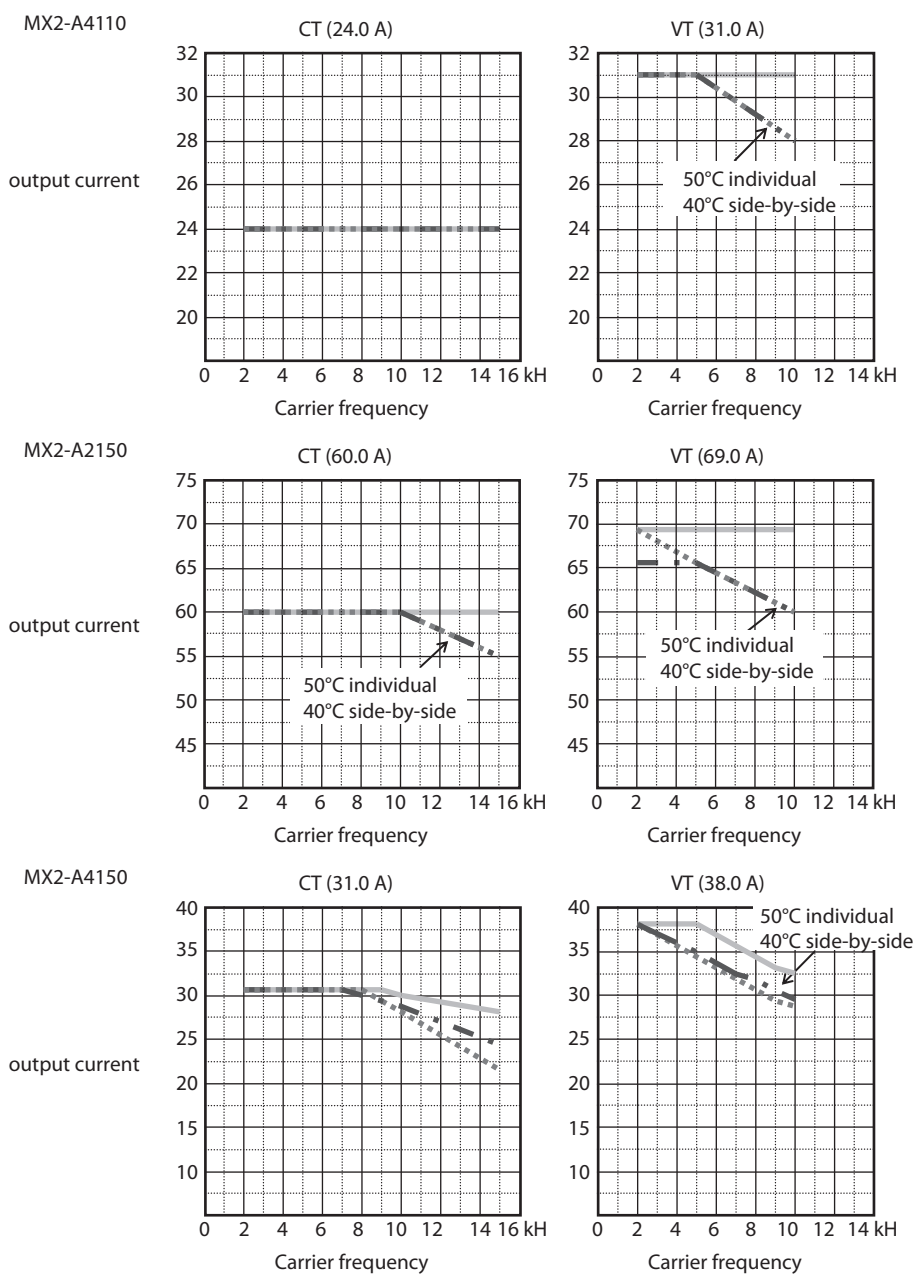 MX2-A4110
CT (24.0 A)
VT (31.0 A)
32
30
28
26
24
22
20
output current
0 2 4 6 8 10 12 14 16 kH
Carrier frequency
32
30
28
26
24
22
20
50°C individual
40°C side-by-side
0 2 4 6 8 10 12 14 kH
Carrier frequency
MX2-A2150
CT (60.0 A)
VT (69.0 A)
75
70
65
60
55
50
45
output current
50°C individual
40°C side-by-side
0 2 4 6 8 10 12 14 16 kH
Carrier frequency
75
70
65
60
55
50
45
50°C individual
40°C side-by-side
0 2 4 6 8 10 12 14 kH
Carrier frequency
MX2-A4150
CT (31.0 A)
VT (38.0 A)
40
35
30
25
20
15
10
output current
0 2 4 6 8 10 12 14 16 kH
Carrier frequency
40
35
30
25
20
15
10
50°C individual
40°C side-by-side
0 2 4 6 8 10 12 14 kH
Carrier frequency